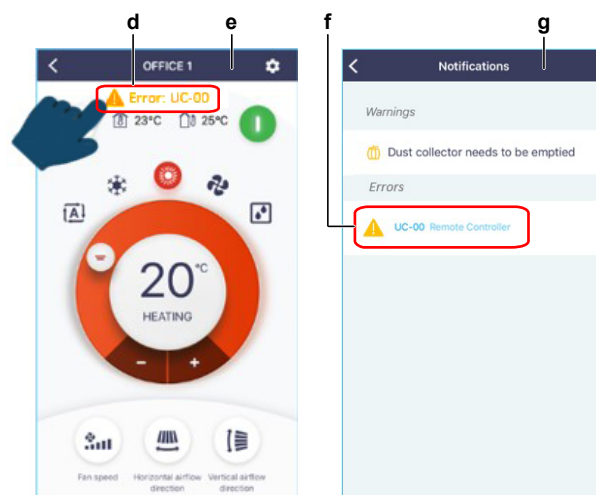 d
e
f
g
OFFICE 1
Error: UC-00
23°C
25°C
A
20°C
HEATING
- +
Fan speed
Horizontal airflow direction
Vertical airflow direction
Notifications
Warnings
Dust collector needs to be emptied
Errors
UC-00 Remote Controller